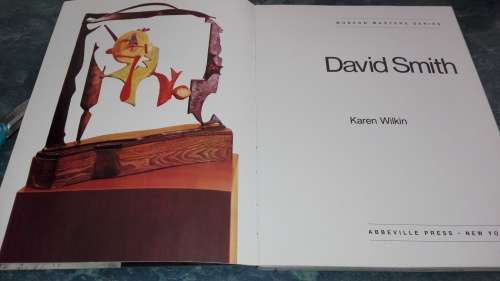 MODERN MASTERS SERIES
David Smith
Karen Wilkin
ABBEVILLE PRESS · NEW YO